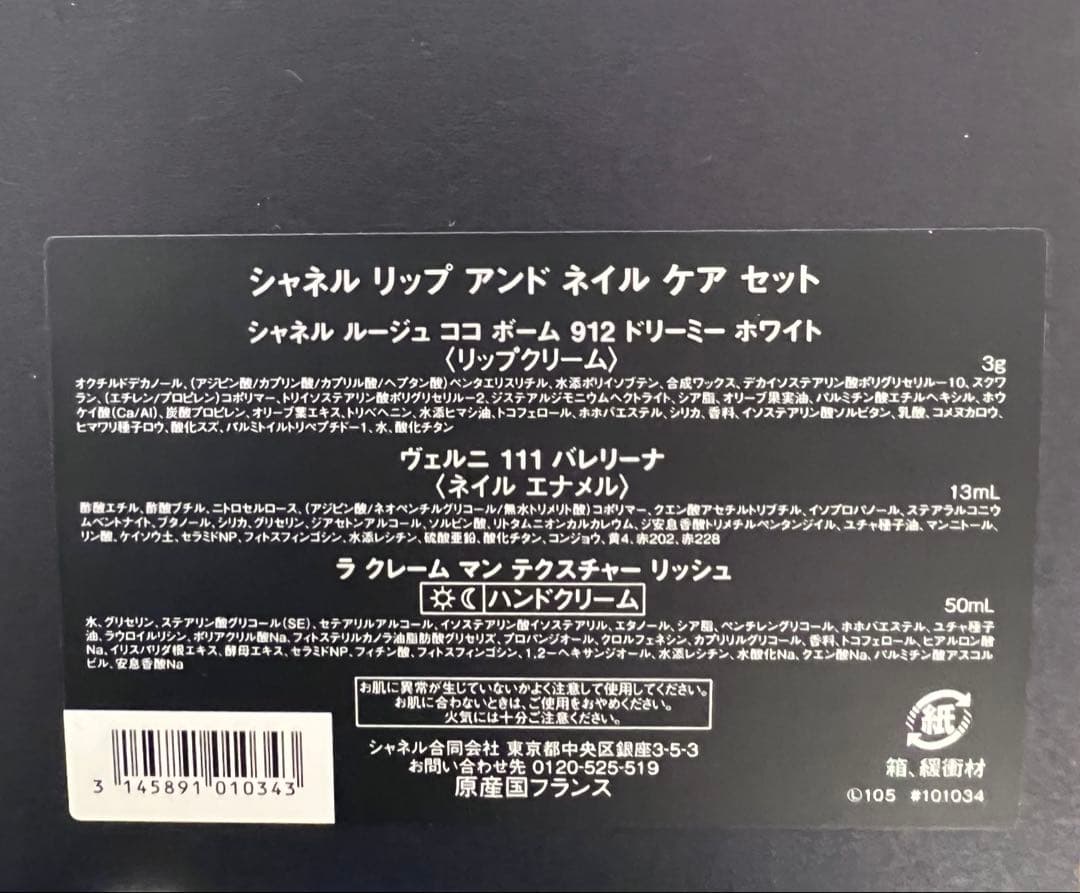 シャネル リップ アンド ネイル ケア セット
シャネル ルージュ ココ ボーム 912 ドリーミー ホワイト
〈リップクリーム〉
3g
オクチルドデカノール、(アジピン酸/カプリン酸/カプリル酸/ヘプタン酸)ペンタエリスリチル、水添ポリイソブテン、合成ワックス、デカイソステアリン酸ポリグリセリル-10、スクワ
ラン、(エチレン/プロピレン)コポリマー、トリイソステアリン酸ポリグリセリル-2、ジステアルジモニウムヘクトライト、シア脂、オリーブ果実油、パルミチン酸エチルヘキシル、ホウ
ケイ酸(Ca/Al)、炭酸プロピレン、オリーブ葉エキス、トリベヘニン、水添ヒマシ油、トコフェロール、ホホバエステル、シリカ、香料、イソステアリン酸ソルビタン、乳酸、コメヌカロウ、
ヒマワリ種子ロウ、酸化スズ、パルミトイルトリペプチド-1、水、酸化チタン
ヴェルニ 111 バレリーナ
〈ネイル エナメル〉
13mL
酢酸エチル、酢酸ブチル、ニトロセルロース、(アジピン酸/ネオペンチルグリコール/無水トリメリト酸)コポリマー、クエン酸アセチルトリブチル、イソプロパノール、ステアラルコニウ
ムベントナイト、ブタノール、シリカ、グリセリン、ジアセトンアルコール、ソルビン酸、リトタムニオンカルカレウム、ジ安息香酸トリメチルペンタンジイル、ユチャ種子油、マンニトール、
リン酸、ケイソウ土、セラミドNP、フィトスフィンゴシン、水添レシチン、硫酸亜鉛、酸化チタン、コンジョウ、黄4、赤202、赤228
ラ クレーム マン テクスチャー リッシュ
ハンドクリーム
50mL
水、グリセリン、ステアリン酸グリコール(SE)、セテアリルアルコール、イソステアリン酸イソステアリル、エタノール、シア脂、ペンチレングリコール、ホホバエステル、ユチャ種子
油、ラウロイルリシン、ポリアクリル酸Na、フィトステリルカノラ油脂肪酸グリセリズ、プロパンジオール、クロルフェネシン、カプリリルグリコール、香料、トコフェロール、ヒアルロン酸
Na、イリスパリダ根エキス、酵母エキス、セラミドNP、フィチン酸、フィトスフィンゴシン、1,2-ヘキサンジオール、水添レシチン、水酸化Na、クエン酸Na、パルミチン酸アスコル
ビル、安息香酸Na
お肌に異常が生じていないかよく注意して使用してください。
お肌に合わないときは、ご使用をおやめください。
火気には十分ご注意ください。
シャネル合同会社 東京都中央区銀座3-5-3
お問い合わせ先 0120-525-519
原産国フランス
紙
箱、緩衝材
Ⓛ105 #101034
3 145891 010343